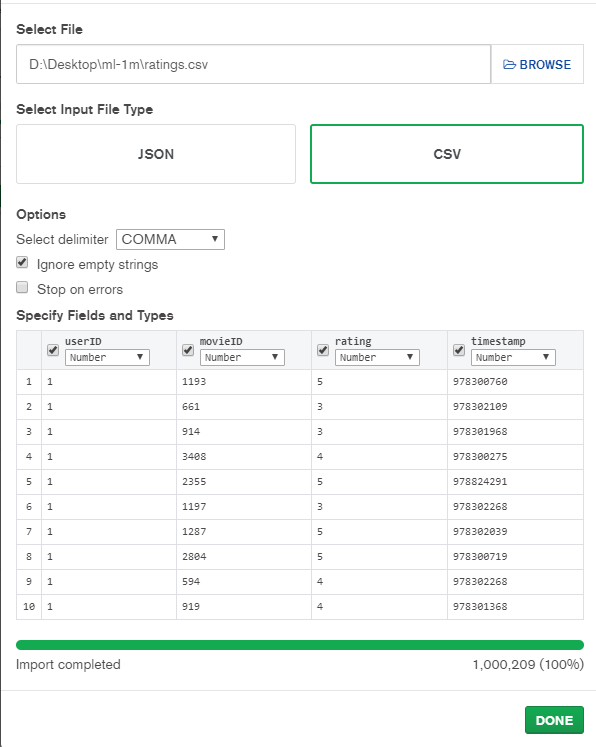 Select File
D:\Desktop\ml-1m\ratings.csv BROWSE
Select Input File Type
JSON CSV
Options
Select delimiter COMMA
Ignore empty strings
Stop on errors
Specify Fields and Types
userID movieID rating timestamp
Number Number Number Number
1 1 1193 5 978300760
2 1 661 3 978302109
3 1 914 3 978301968
4 1 3408 4 978300275
5 1 2355 5 978824291
6 1 1197 3 978302268
7 1 1287 5 978302039
8 1 2804 5 978300719
9 1 594 4 978302268
10 1 919 4 978301368
Import completed 1,000,209 (100%)
DONE